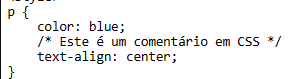 p {
    color: blue;
    /* Este é um comentário em CSS */
    text-align: center;
}